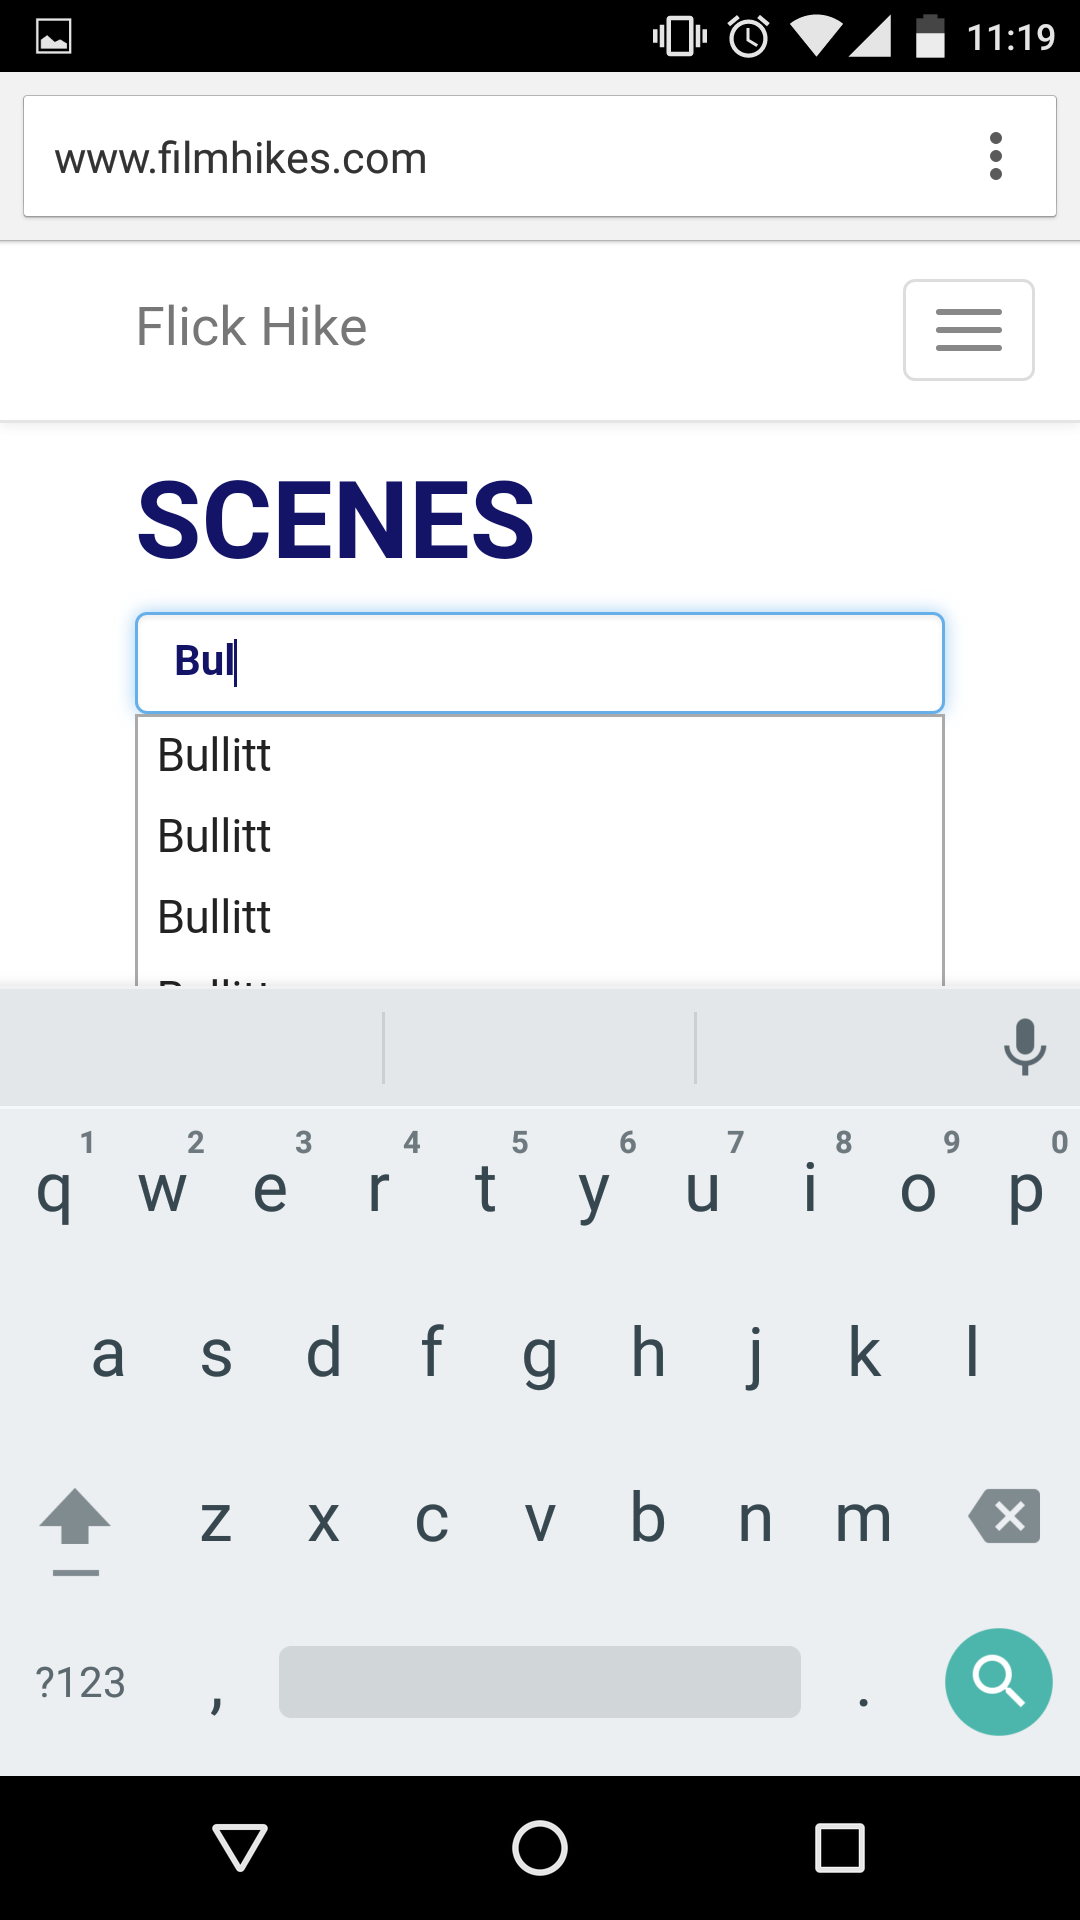 11:19
www.filmhikes.com
Flick Hike
SCENES
Bul
Bullitt
Bullitt
Bullitt
Bullitt
1 2 3 4 5 6 7 8 9 0
q w e r t y u i o p
a s d f g h j k l
z x c v b n m
?123 , .